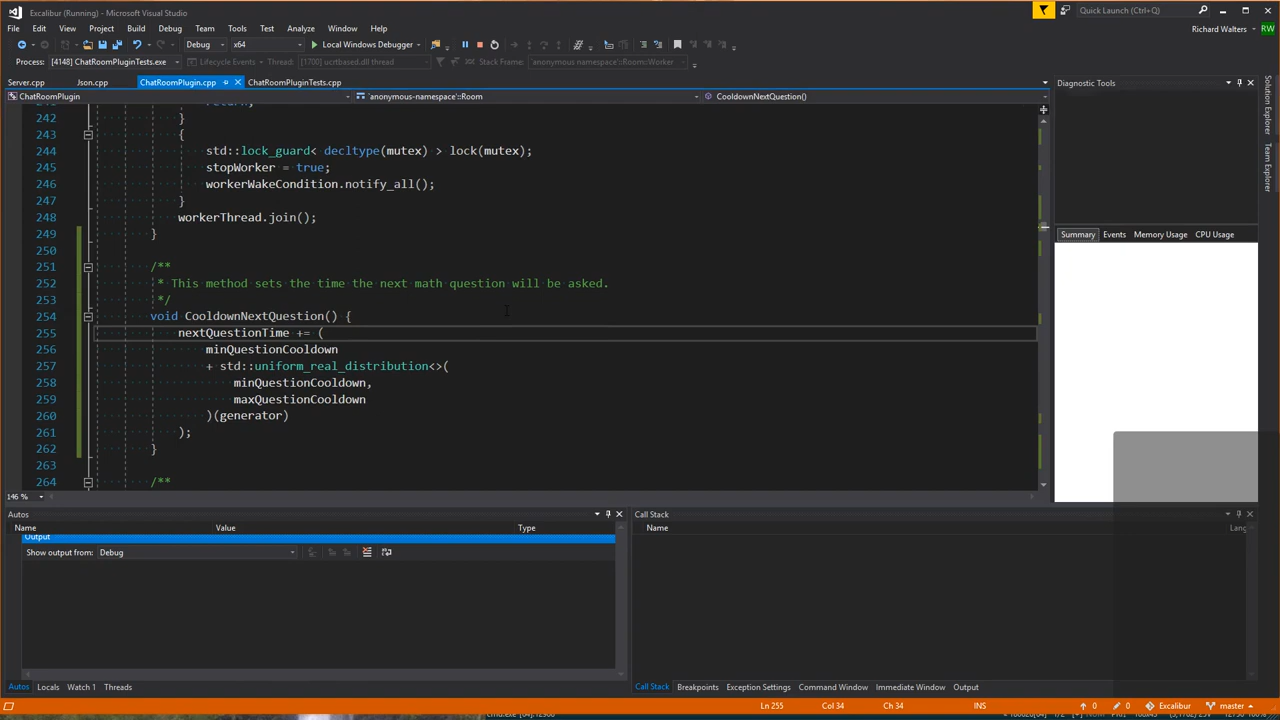 Excalibur (Running) - Microsoft Visual Studio
Quick Launch (Ctrl+Q)
File Edit View Project Build Debug Team Tools Test Analyze Window Help
Richard Walters RW
Debug x64 Local Windows Debugger
Process: [4148] ChatRoomPluginTests.exe Lifecycle Events Thread: [1700] ucrtbased.dll thread Stack Frame: `anonymous namespace'::Room::Worker
Server.cpp Json.cpp ChatRoomPlugin.cpp ChatRoomPluginTests.cpp
Diagnostic Tools
ChatRoomPlugin `anonymous-namespace'::Room CooldownNextQuestion()
Solution Explorer
Team Explorer
return;
242 }
243 {
244 std::lock_guard< decltype(mutex) > lock(mutex);
245 stopWorker = true;
246 workerWakeCondition.notify_all();
247 }
248 workerThread.join();
249 }
250
251 /**
252 * This method sets the time the next math question will be asked.
253 */
254 void CooldownNextQuestion() {
255 nextQuestionTime += (
256 minQuestionCooldown
257 + std::uniform_real_distribution<>(
258 minQuestionCooldown,
259 maxQuestionCooldown
260 )(generator)
261 );
262 }
263
264 /**
Summary Events Memory Usage CPU Usage
146 %
Autos
Name Value Type
Output
Show output from: Debug
Call Stack
Name Lang
Autos Locals Watch 1 Threads
Call Stack Breakpoints Exception Settings Command Window Immediate Window Output
Ln 255 Col 34 Ch 34 INS 0 0 Excalibur master